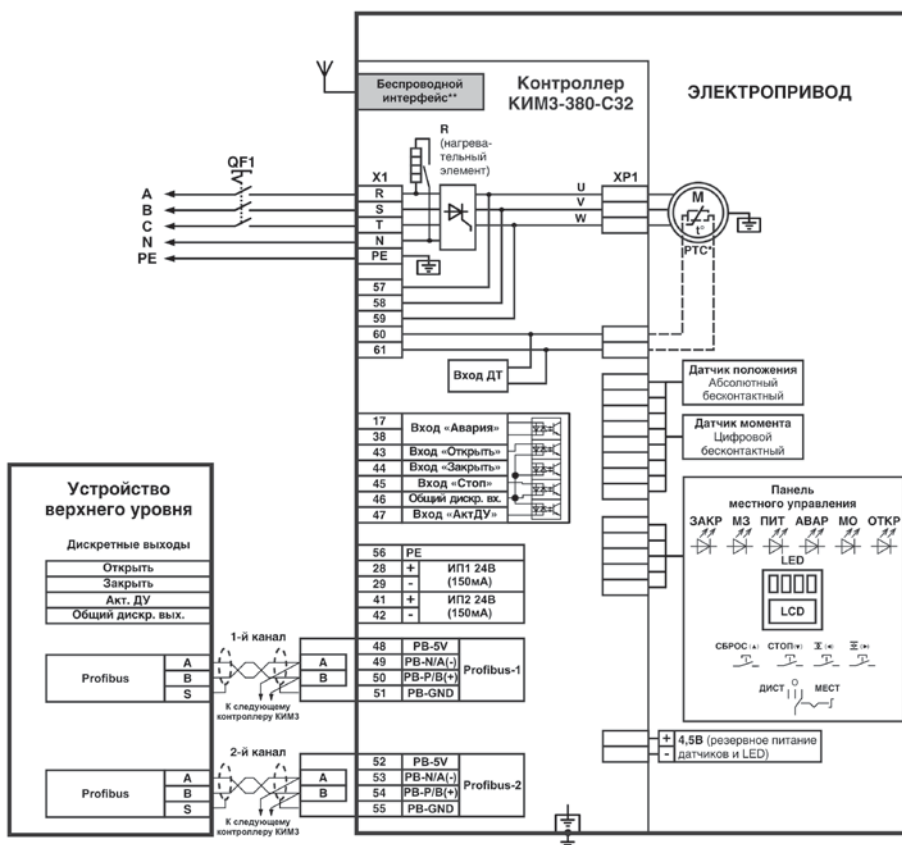 Беспроводной
интерфейс**
Контроллер
КИМ3-380-С32
ЭЛЕКТРОПРИВОД
R
(нагрева-
тельный
элемент)
QF1
X1
XP1
A
B
C
N
PE
R
S
T
N
PE
57
58
59
60
61
U
V
W
M
t°
PTC*
Вход ДТ
Датчик положения
Абсолютный
бесконтактный
Датчик момента
Цифровой
бесконтактный
17
38
Вход «Авария»
43 Вход «Открыть»
44 Вход «Закрыть»
45 Вход «Стоп»
46 Общий дискр. вх.
47 Вход «АктДУ»
56 PE
28 +
29 -
ИП1 24В
(150мА)
41 +
42 -
ИП2 24В
(150мА)
Панель
местного управления
ЗАКР МЗ ПИТ АВАР МО ОТКР
LED
LCD
СБРОС(▲) СТОП(▼) (◄) (►)
ДИСТ МЕСТ
+ 4,5В (резервное питание
- датчиков и LED)
Устройство
верхнего уровня
Дискретные выходы
Открыть
Закрыть
Акт. ДУ
Общий дискр. вых.
1-й канал
Profibus
A
B
S
A
B
К следующему
контроллеру КИМ3
48 PB-5V
49 PB-N/A(-)
50 PB-P/B(+)
51 PB-GND
Profibus-1
2-й канал
Profibus
A
B
S
A
B
К следующему
контроллеру КИМ3
52 PB-5V
53 PB-N/A(-)
54 PB-P/B(+)
55 PB-GND
Profibus-2